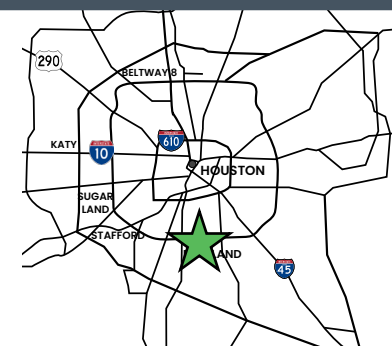 290
BELTWAY 8
610
KATY
10
HOUSTON
SUGAR
LAND
STAFFORD
AND
45